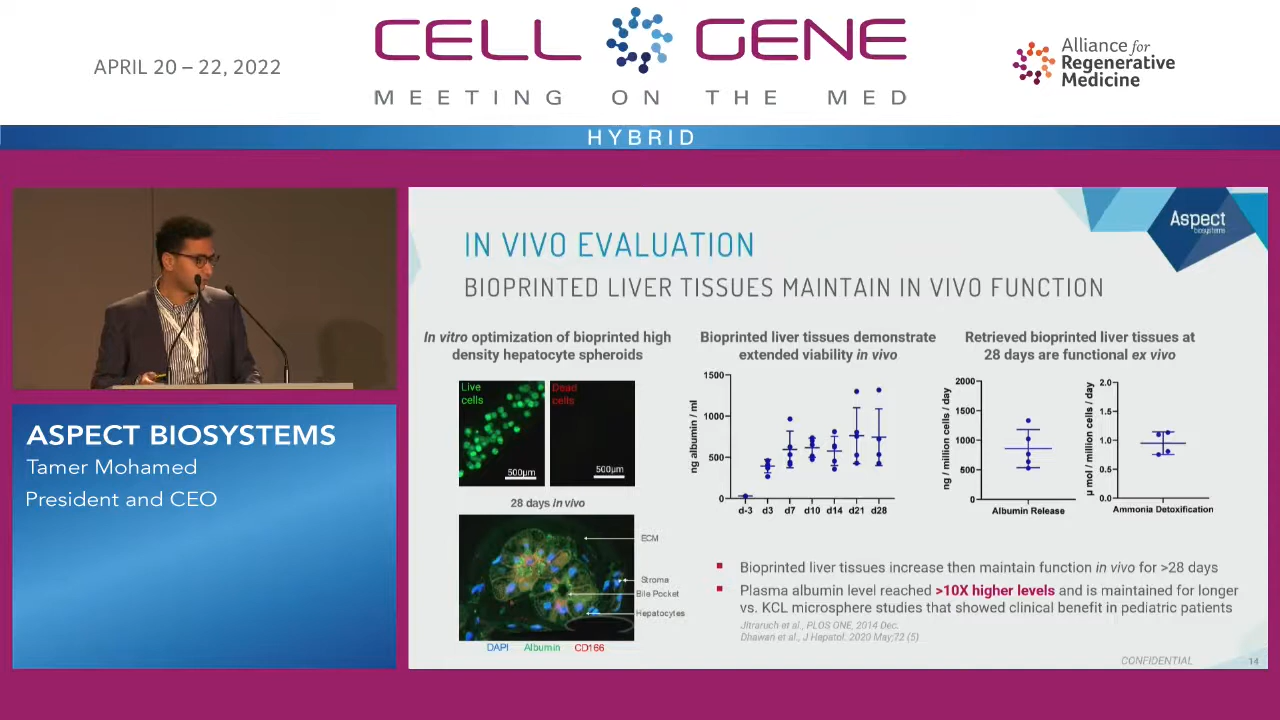 APRIL 20 – 22, 2022
CELL GENE
MEETING ON THE MED
Alliance for
Regenerative
Medicine
HYBRID
ASPECT BIOSYSTEMS
Tamer Mohamed
President and CEO
Aspect
biosystems
IN VIVO EVALUATION
BIOPRINTED LIVER TISSUES MAINTAIN IN VIVO FUNCTION
In vitro optimization of bioprinted high
density hepatocyte spheroids
Live
cells
500µm
Dead
cells
500µm
28 days in vivo
ECM
Stroma
Bile Pocket
Hepatocytes
DAPI Albumin CD166
Bioprinted liver tissues demonstrate
extended viability in vivo
ng albumin / ml
1500
1000
500
0
d-3 d3 d7 d10 d14 d21 d28
Retrieved bioprinted liver tissues at
28 days are functional ex vivo
ng / million cells / day
2000
1500
1000
500
0
Albumin Release
µ mol / million cells / day
2.0
1.5
1.0
0.5
0.0
Ammonia Detoxification
Bioprinted liver tissues increase then maintain function in vivo for >28 days
Plasma albumin level reached >10X higher levels and is maintained for longer
vs. KCL microsphere studies that showed clinical benefit in pediatric patients
Jitraruch et al., PLOS ONE, 2014 Dec.
Dhawan et al., J Hepatol. 2020 May;72 (5)
CONFIDENTIAL 14